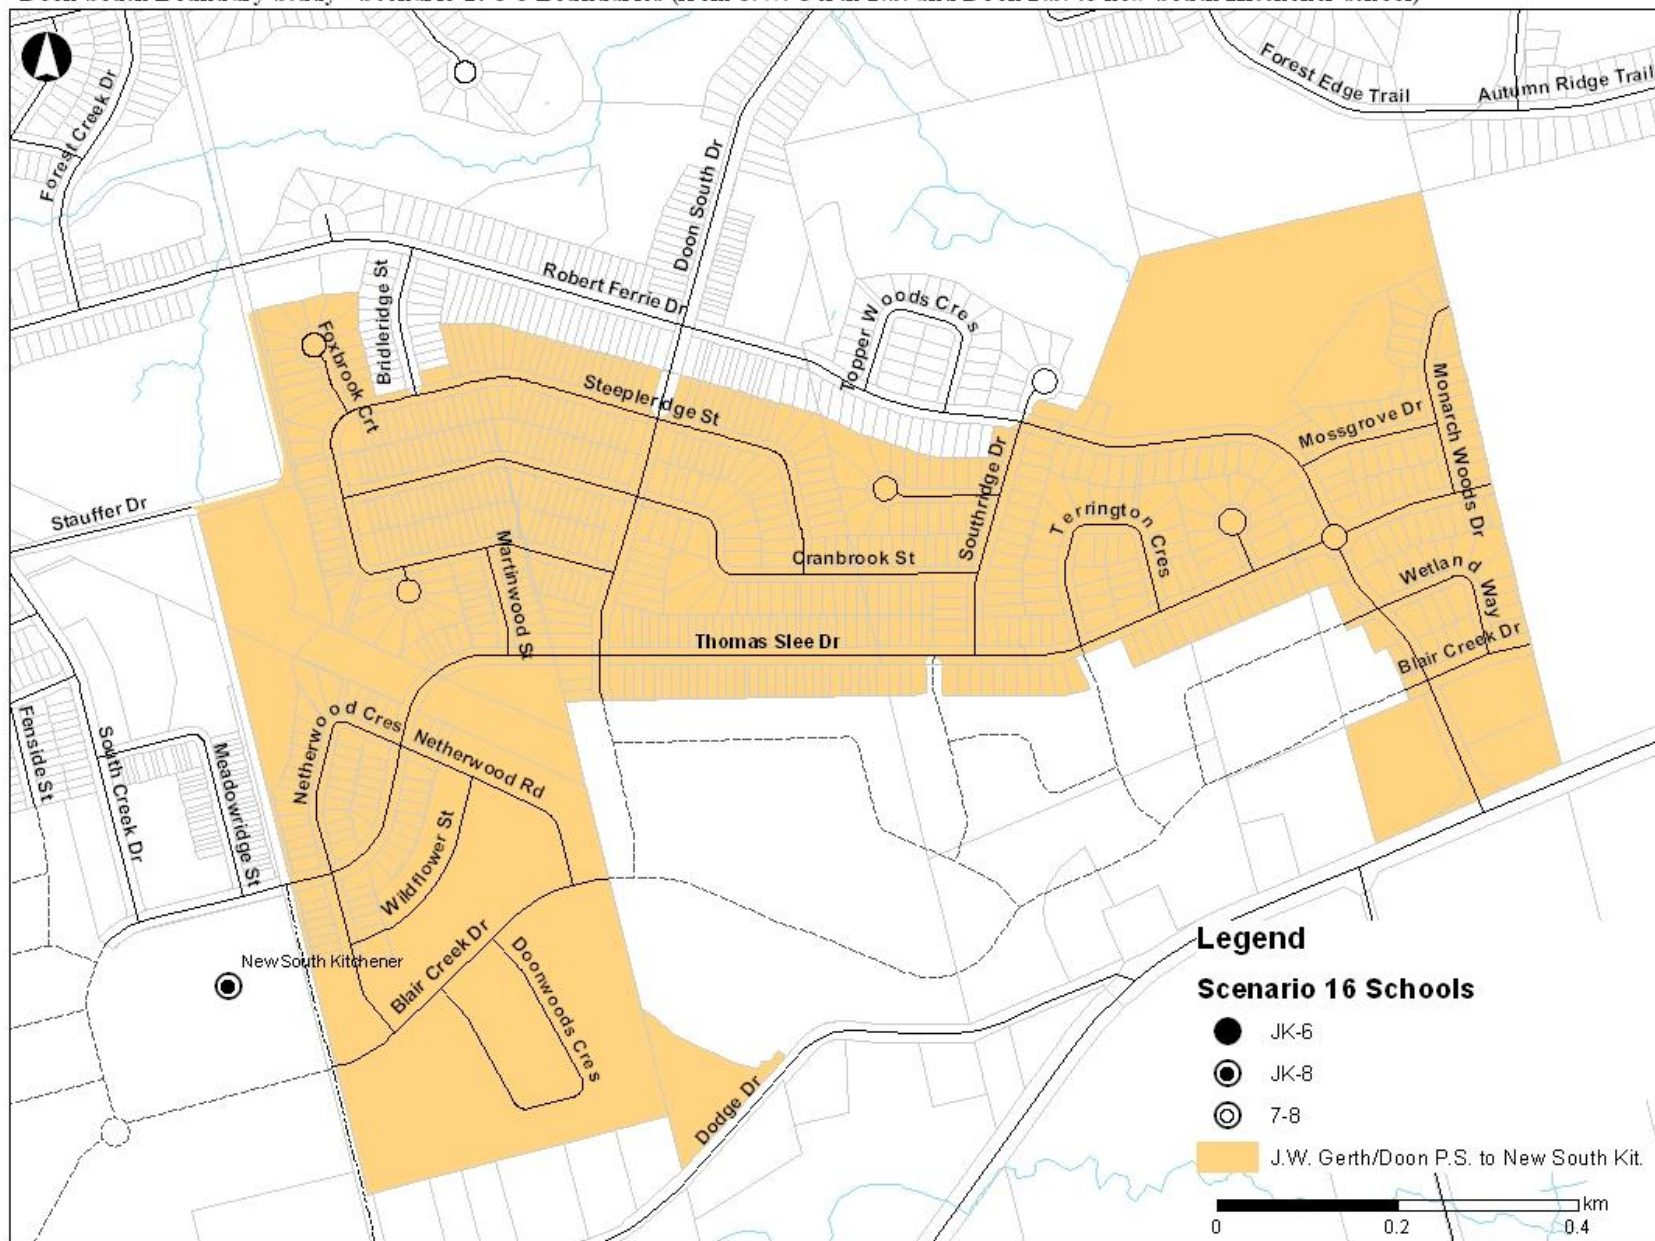 Forest Creek Dr
Forest Edge Trail
Autumn Ridge Trail
Doon South Dr
Robert Ferrie Dr
Bridleridge St
Foxbrook Crt
Topper Woods Cres
Steepleridge St
Mossgrove Dr
Monarch Woods Dr
Stauffer Dr
Southridge Dr
Terrington Cres
Martinwood St
Cranbrook St
Wetland Way
Thomas Slee Dr
Blair Creek Dr
Netherwood Cres
Netherwood Rd
Fenside St
South Creek Dr
Meadowridge St
Wildflower St
New South Kitchener
Blair Creek Dr
Doonwoods Cres
Dodge Dr
Legend
Scenario 16 Schools
JK-6
JK-8
7-8
J.W. Gerth/Doon P.S. to New South Kit.
km
0 0.2 0.4